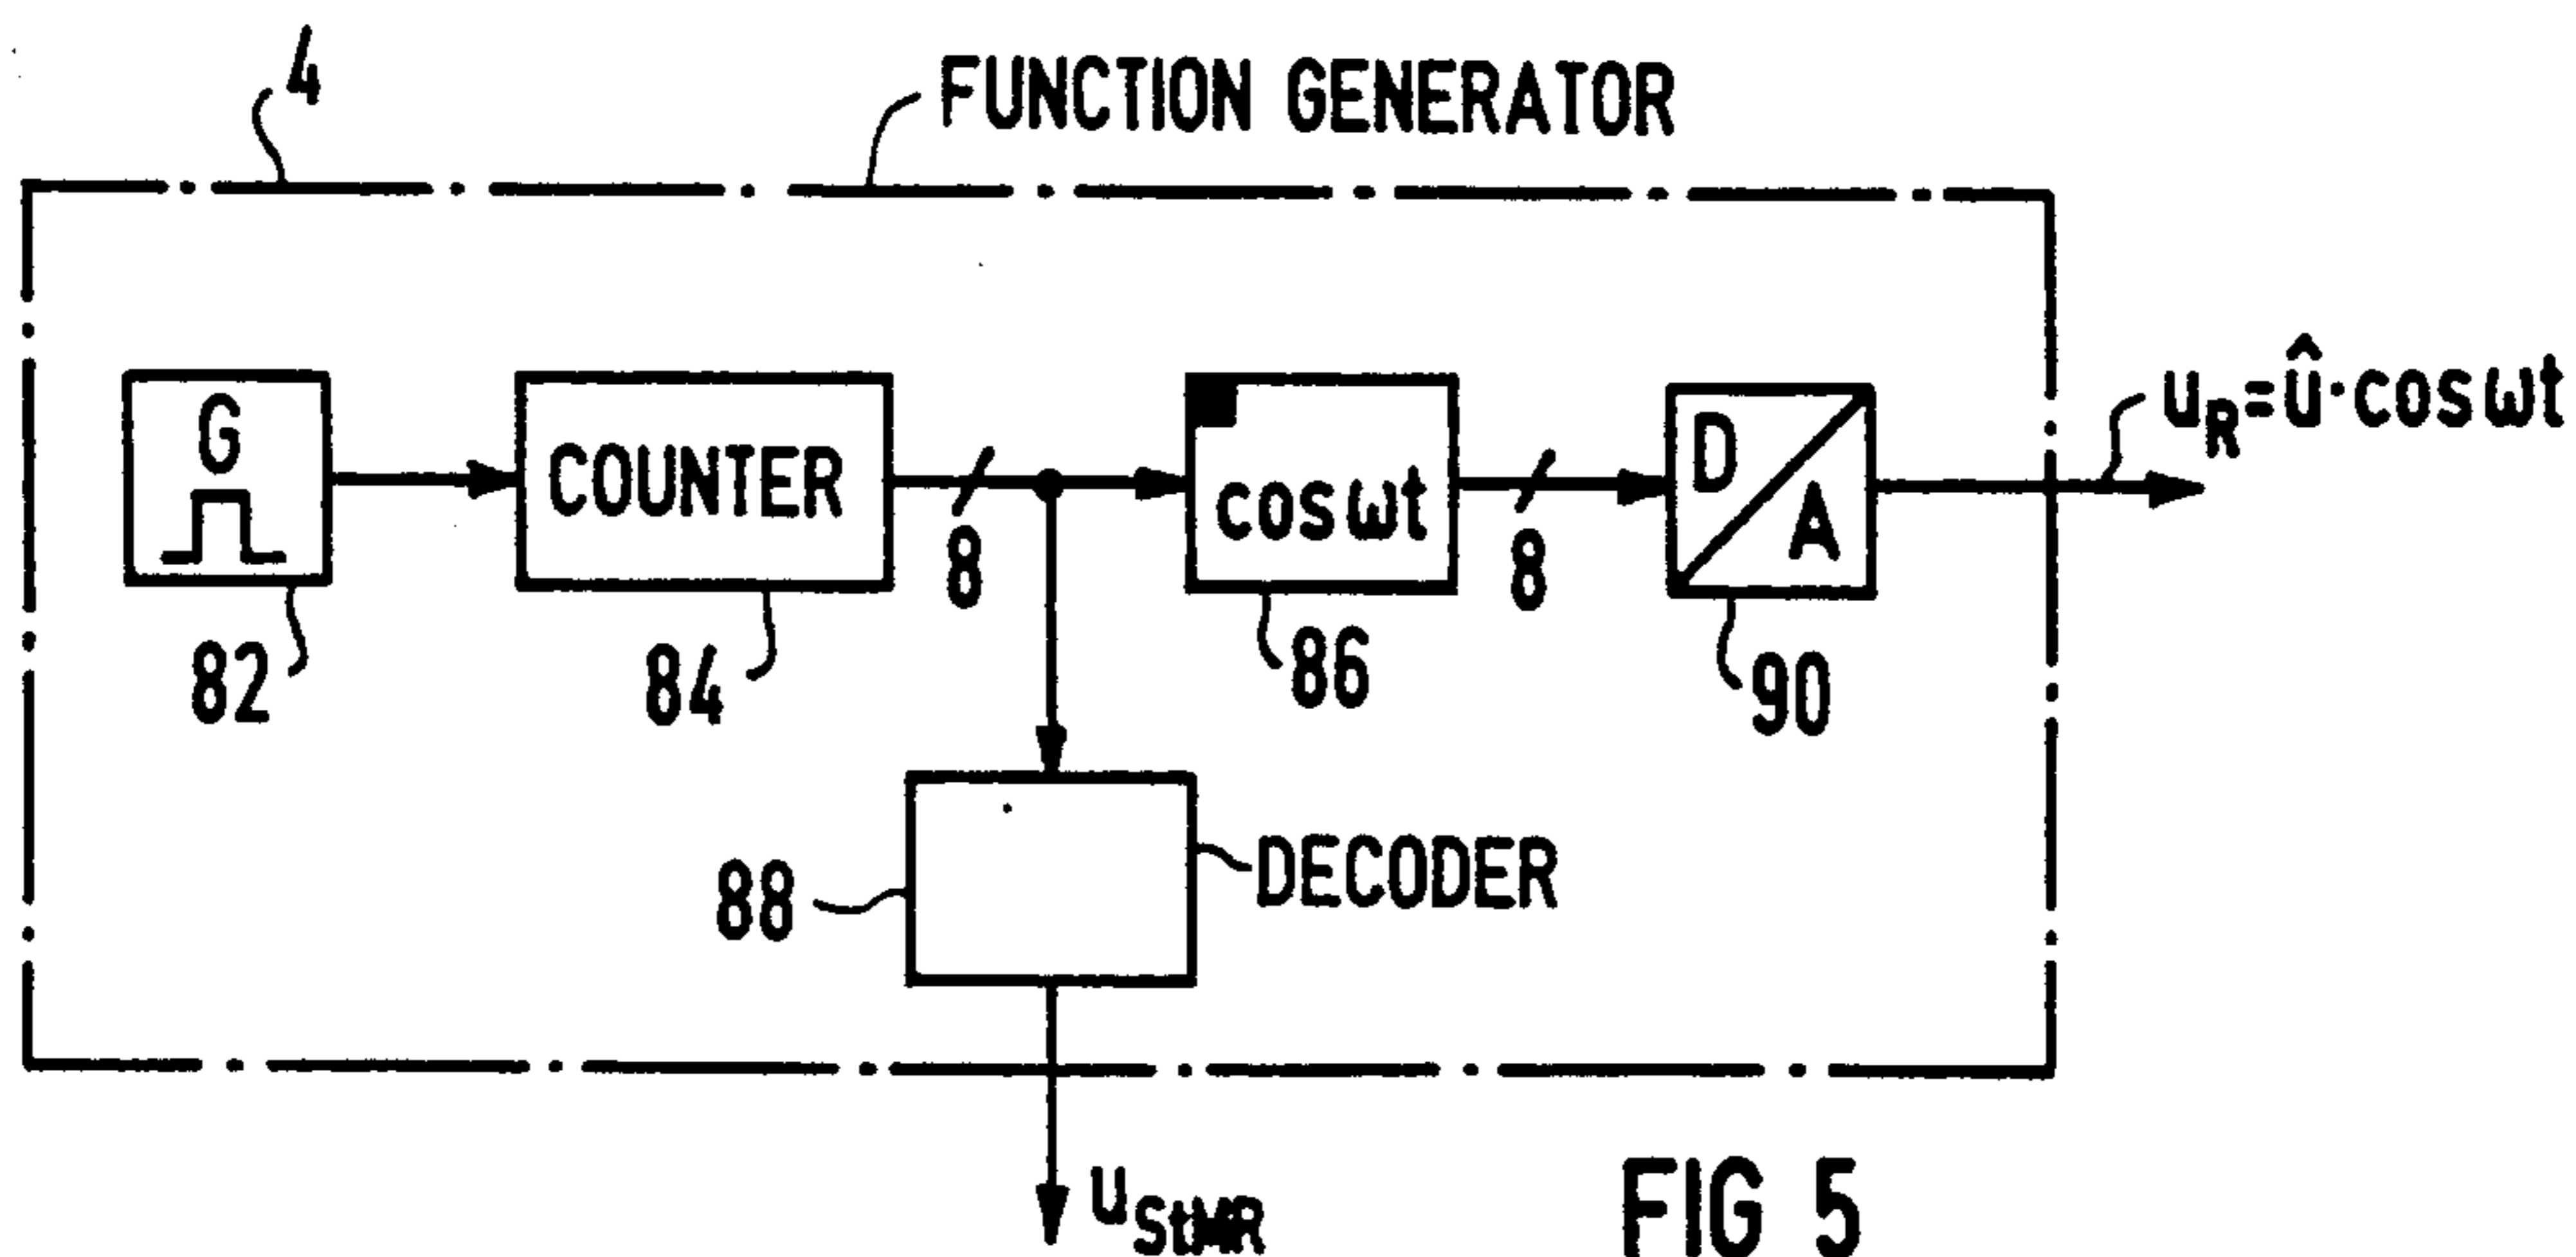 4
FUNCTION GENERATOR
G
COUNTER
8
cos ωt
8
D
A
u_R = û · cos ωt
82
84
86
90
88
DECODER
FIG 5